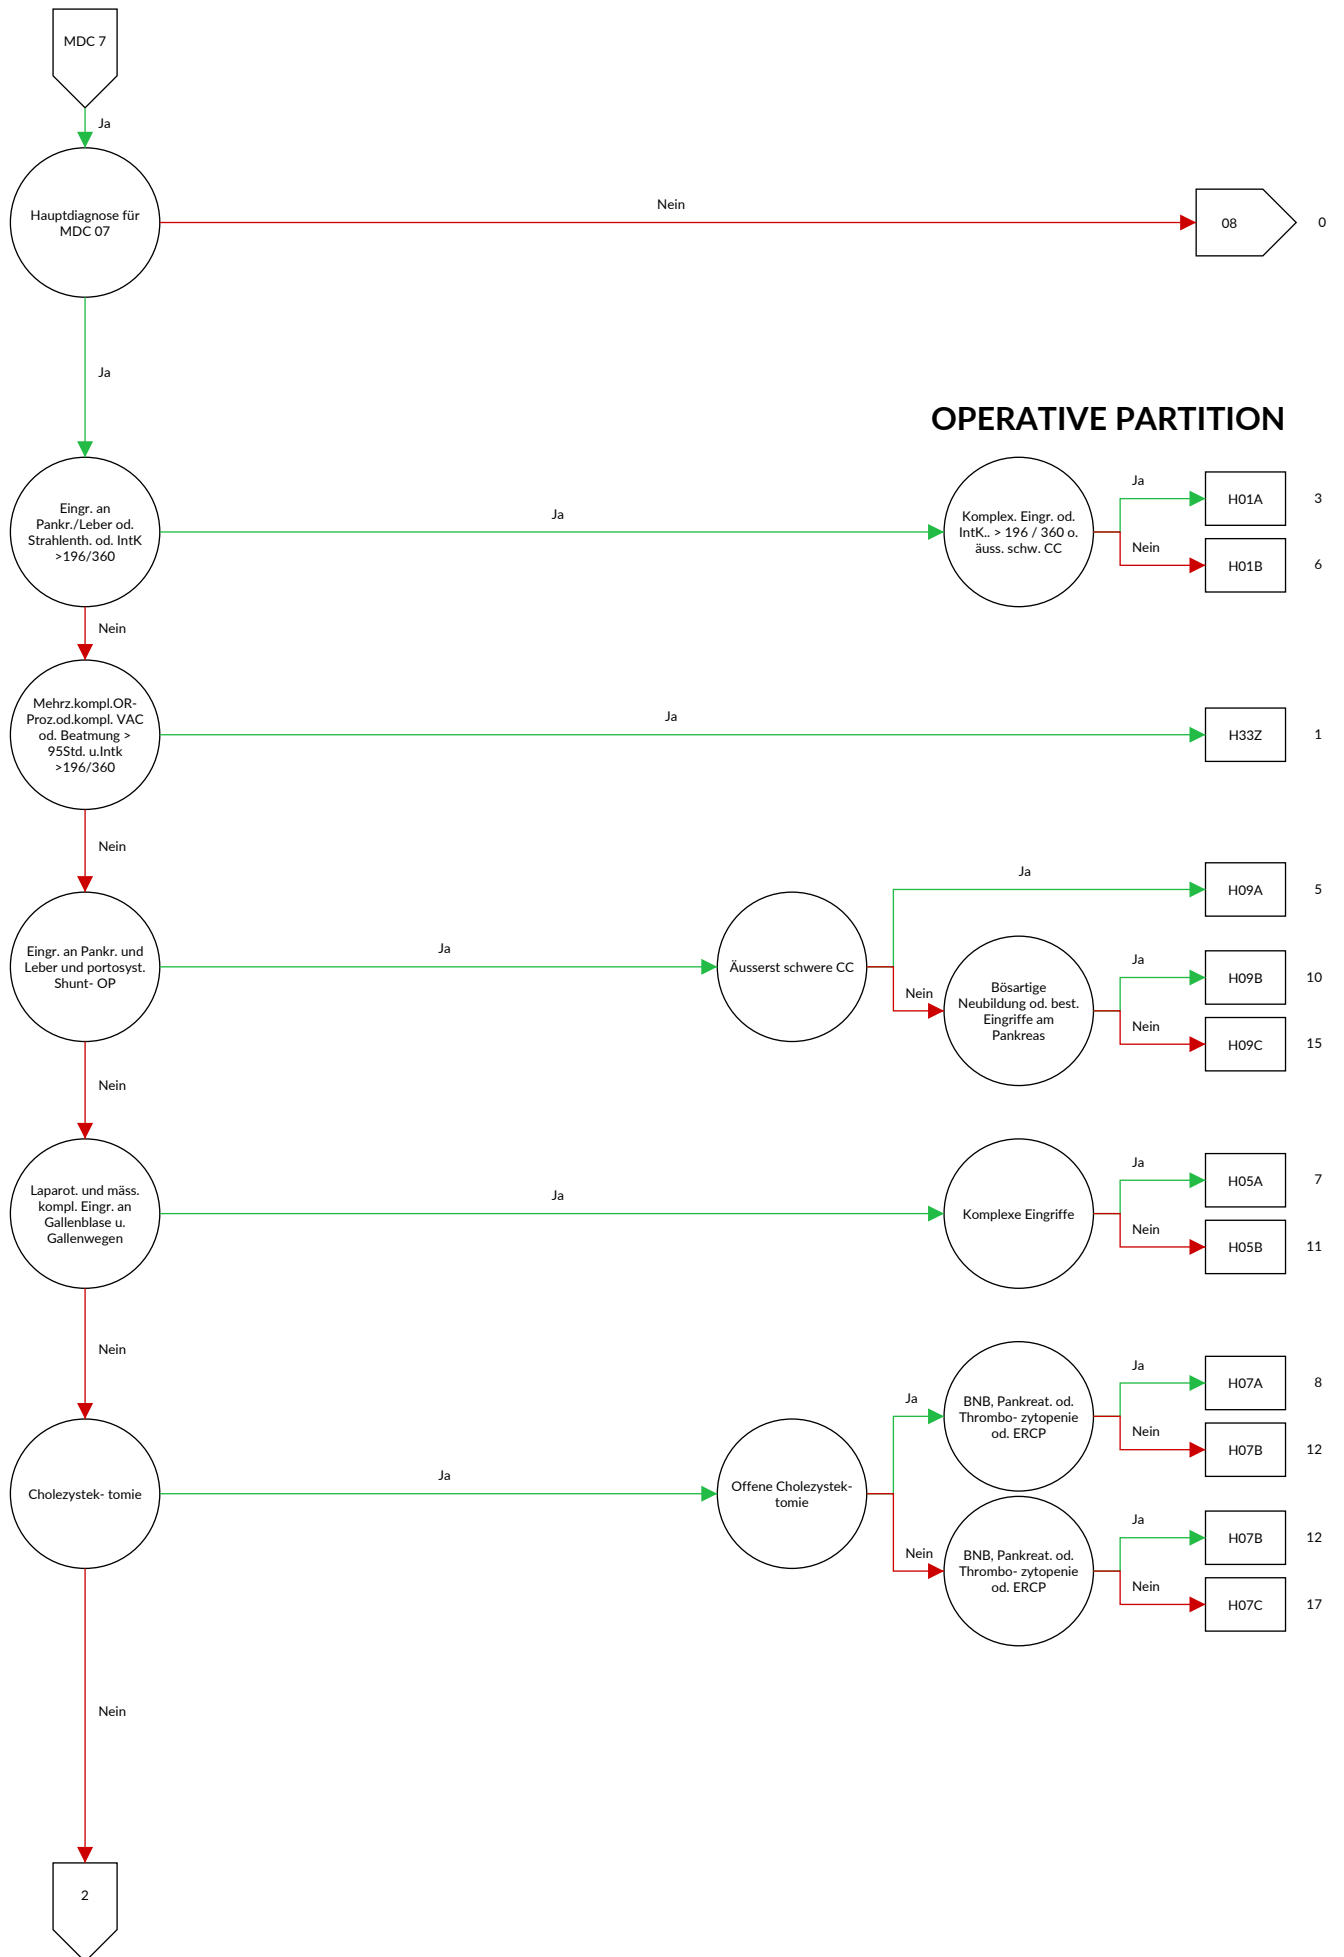 MDC 7
Ja
Hauptdiagnose für
MDC 07
Nein
08
0
Ja
OPERATIVE PARTITION
Eingr. an
Pankr./Leber od.
Strahlenth. od. IntK
>196/360
Ja
Komplex. Eingr. od.
IntK.. > 196 / 360 o.
äuss. schw. CC
Ja
H01A
3
Nein
H01B
6
Nein
Mehrz.kompl.OR-
Proz.od.kompl. VAC
od. Beatmung >
95Std. u.Intk
>196/360
Ja
H33Z
1
Nein
Eingr. an Pankr. und
Leber und portosyst.
Shunt- OP
Ja
Äusserst schwere CC
Ja
H09A
5
Nein
Bösartige
Neubildung od. best.
Eingriffe am
Pankreas
Ja
H09B
10
Nein
H09C
15
Nein
Laparot. und mäss.
kompl. Eingr. an
Gallenblase u.
Gallenwegen
Ja
Komplexe Eingriffe
Ja
H05A
7
Nein
H05B
11
Nein
Cholezystek- tomie
Ja
Offene Cholezystek-
tomie
Ja
BNB, Pankreat. od.
Thrombo- zytopenie
od. ERCP
Ja
H07A
8
Nein
H07B
12
Nein
BNB, Pankreat. od.
Thrombo- zytopenie
od. ERCP
Ja
H07B
12
Nein
H07C
17
Nein
2